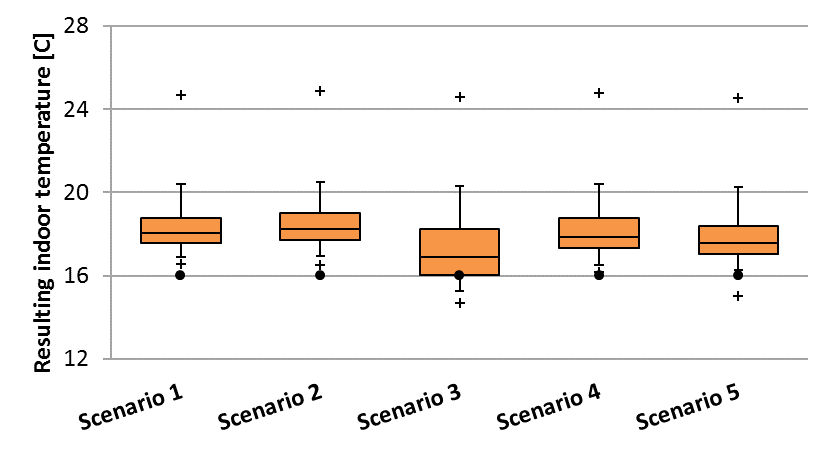 Resulting indoor temperature [C]
28
24
20
16
12
Scenario 1
Scenario 2
Scenario 3
Scenario 4
Scenario 5